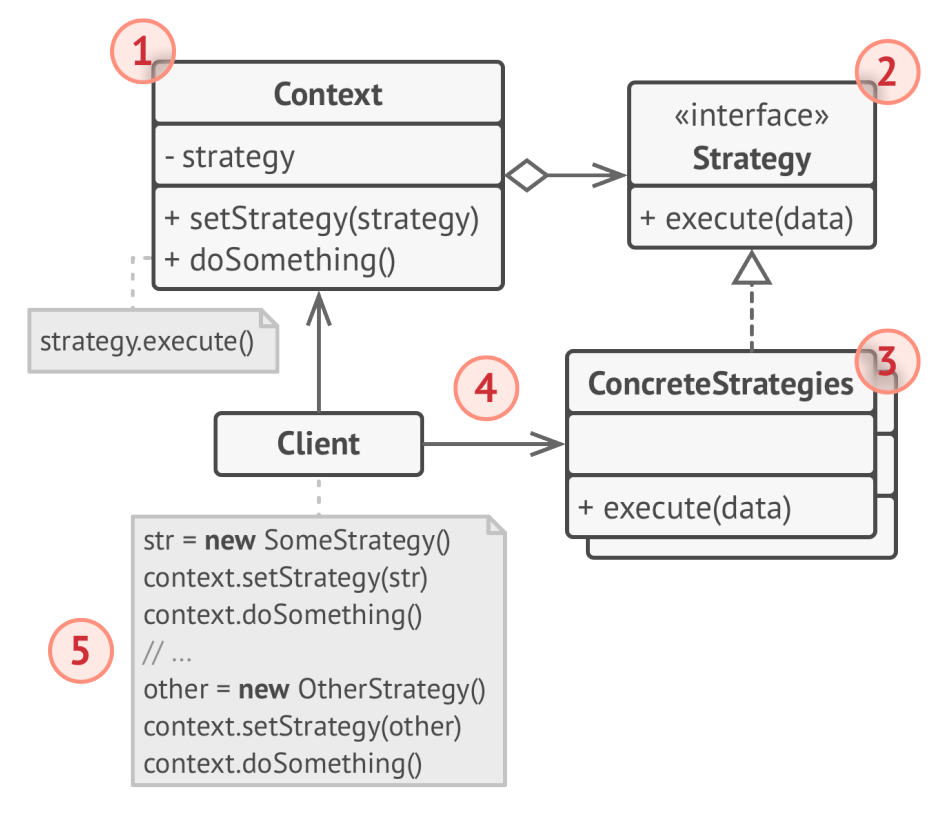 1
Context
- strategy
+ setStrategy(strategy)
+ doSomething()
strategy.execute()
2
«interface»
Strategy
+ execute(data)
3
ConcreteStrategies
+ execute(data)
4
Client
5
str = new SomeStrategy()
context.setStrategy(str)
context.doSomething()
// ...
other = new OtherStrategy()
context.setStrategy(other)
context.doSomething()